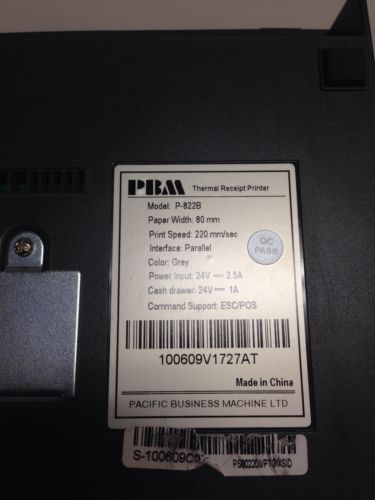 PBM Thermal Receipt Printer
Model: P-822B
Paper Width: 80 mm
Print Speed: 220 mm/sec
Interface: Parallel
QC PASS
Color: Grey
Power Input: 24V ⎓ 2.5A
Cash drawer: 24V ⎓ 1A
Command Support: ESC/POS
100609V1727AT
Made in China
PACIFIC BUSINESS MACHINE LTD